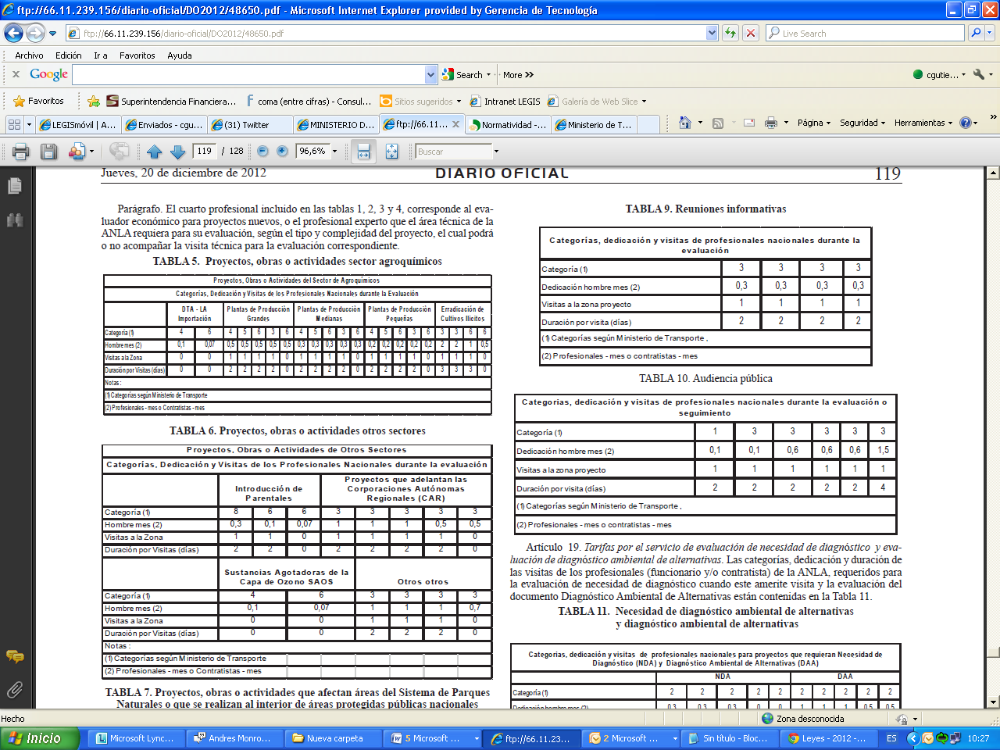 ftp://66.11.239.156/diario-oficial/DO2012/48650.pdf - Microsoft Internet Explorer provided by Gerencia de Tecnología
ftp://66.11.239.156/diario-oficial/DO2012/48650.pdf
Live Search
Archivo Edición Ir a Favoritos Ayuda
x Google Search More »
cgutie...
Favoritos Superintendencia Financiera... coma (entre cifras) - Consul... Sitios sugeridos Intranet LEGIS Galería de Web Slice
LEGISmóvil | A... Enviados - cgu... (31) Twitter MINISTERIO D... ftp://66.11.... Normatividad -... Ministerio de T...
Página Seguridad Herramientas »
119 / 128 96,6% Buscar
Jueves, 20 de diciembre de 2012 DIARIO OFICIAL 119
Parágrafo. El cuarto profesional incluido en las tablas 1, 2, 3 y 4, corresponde al eva-
luador económico para proyectos nuevos, o el profesional experto que el área técnica de la
ANLA requiera para su evaluación, según el tipo y complejidad del proyecto, el cual podrá
o no acompañar la visita técnica para la evaluación correspondiente.
TABLA 5. Proyectos, obras o actividades sector agroquímicos
Proyectos, Obras o Actividades del Sector de Agroquímicos
Categorías, Dedicación y Visitas de los Profesionales Nacionales durante la Evaluación
DTA - LA Importación Plantas de Producción Grandes Plantas de Producción Medianas Plantas de Producción Pequeñas Erradicación de Cultivos Ilícitos
Categoría (1) 4 6 4 5 6 3 6 4 5 6 3 6 4 5 6 3 6 3 3 6 6
Hombre mes (2) 0,1 0,07 0,5 0,5 0,5 0,5 0,5 0,3 0,3 0,3 0,3 0,3 0,2 0,2 0,2 0,2 0,2 2 2 1 0,5
Visitas a la Zona 0 0 1 1 1 1 0 1 1 1 1 0 1 1 1 1 0 1 1 1 0
Duración por Visitas (días) 0 0 2 2 2 2 0 2 2 2 2 0 2 2 2 2 0 3 3 3 0
Notas :
(1) Categorías según Ministerio de Transporte
(2) Profesionales - mes o Contratistas - mes
TABLA 6. Proyectos, obras o actividades otros sectores
Proyectos, Obras o Actividades de Otros Sectores
Categorías, Dedicación y Visitas de los Profesionales Nacionales durante la evaluación
Introducción de Parentales Proyectos que adelantan las Corporaciones Autónomas Regionales (CAR)
Categoría (1) 8 6 6 3 3 3 3 3
Hombre mes (2) 0,3 0,1 0,07 1 1 1 0,5 0,5
Visitas a la Zona 1 1 0 1 1 1 1 0
Duración por Visitas (días) 2 2 0 2 2 2 2 0
Sustancias Agotadoras de la Capa de Ozono SAOS Otros otros
Categoría (1) 4 6 3 3 3 3
Hombre mes (2) 0,1 0,07 1 1 1 0,7
Visitas a la Zona 0 0 1 1 1 0
Duración por Visitas (días) 0 0 2 2 2 0
Notas :
(1) Categorías según Ministerio de Transporte
(2) Profesionales - mes o Contratistas - mes
TABLA 7. Proyectos, obras o actividades que afectan áreas del Sistema de Parques
Naturales o que se realizan al interior de áreas protegidas públicas nacionales
TABLA 9. Reuniones informativas
Categorías, dedicación y visitas de profesionales nacionales durante la
evaluación
Categoría (1) 3 3 3 3
Dedicación hombre mes (2) 0,3 0,3 0,3 0,3
Visitas a la zona proyecto 1 1 1 1
Duración por visita (días) 2 2 2 2
(1) Categorías según Ministerio de Transporte ,
(2) Profesionales - mes o contratistas - mes
TABLA 10. Audiencia pública
Categorías, dedicación y visitas de profesionales nacionales durante la evaluación o
seguimiento
Categoría (1) 1 3 3 3 3 3
Dedicación hombre mes (2) 0,1 0,1 0,6 0,6 0,6 1,5
Visitas a la zona proyecto 1 1 1 1 1 1
Duración por visita (días) 2 2 2 2 2 4
(1) Categorías según Ministerio de Transporte ,
(2) Profesionales - mes o contratistas - mes
Artículo 19. Tarifas por el servicio de evaluación de necesidad de diagnóstico y eva-
luación de diagnóstico ambiental de alternativas. Las categorías, dedicación y duración de
las visitas de los profesionales (funcionario y/o contratista) de la ANLA, requeridos para
la evaluación de necesidad de diagnóstico cuando este amerite visita y la evaluación del
documento Diagnóstico Ambiental de Alternativas están contenidas en la Tabla 11.
TABLA 11. Necesidad de diagnóstico ambiental de alternativas
y diagnóstico ambiental de alternativas
Categorías, dedicación y visitas de profesionales nacionales para proyectos que requieran Necesidad de
Diagnóstico (NDA) y Diagnóstico Ambiental de Alternativas (DAA)
NDA DAA
Categoría (1) 2 2 2 2 2 2 2 2 2 2
Dedicación hombre mes (2) 0,3 0,3 0,3 0 0 1 1 1 0,5 0,5
Hecho Zona desconocida
Inicio Microsoft Lync... Andres Monro... Nueva carpeta 5 Microsoft ... ftp://66.11.23... 2 Microsoft ... Sin título - Bloc... Leyes - 2012 -... ES 10:27